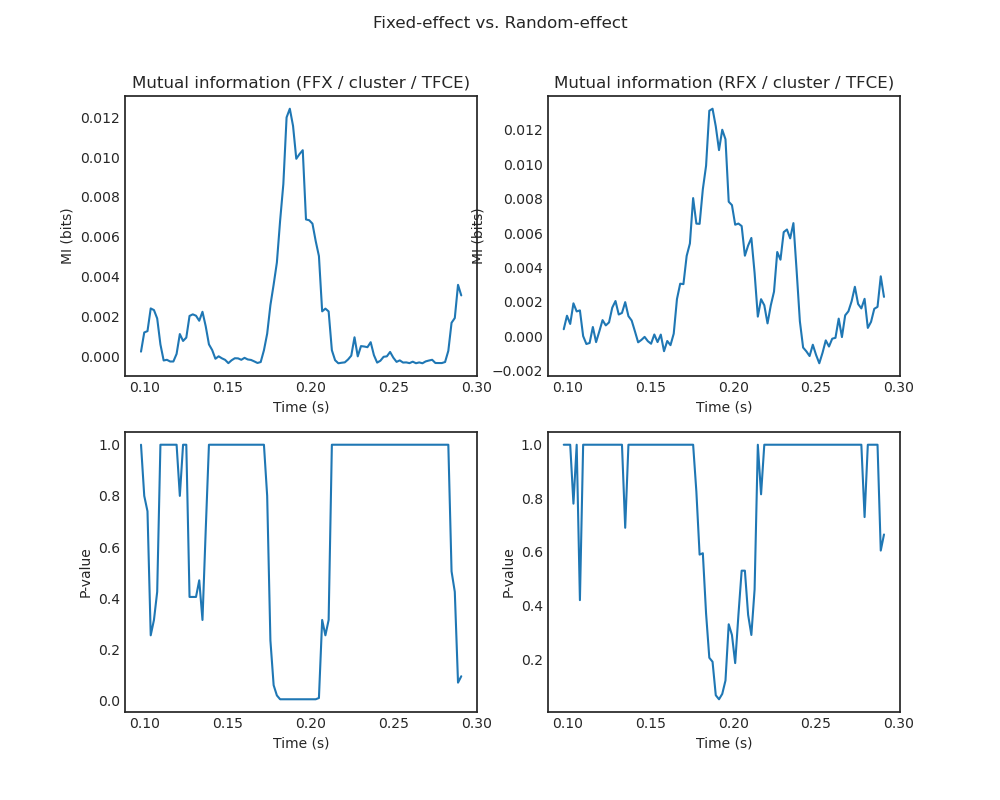 Fixed-effect vs. Random-effect
Mutual information (FFX / cluster / TFCE)
0.012
0.010
0.008
0.006
0.004
0.002
0.000
MI (bits)
0.10 0.15 0.20 0.25 0.30
Time (s)
Mutual information (RFX / cluster / TFCE)
0.012
0.010
0.008
0.006
0.004
0.002
0.000
−0.002
MI (bits)
0.10 0.15 0.20 0.25 0.30
Time (s)
1.0
0.8
0.6
0.4
0.2
0.0
P-value
0.10 0.15 0.20 0.25 0.30
Time (s)
1.0
0.8
0.6
0.4
0.2
P-value
0.10 0.15 0.20 0.25 0.30
Time (s)